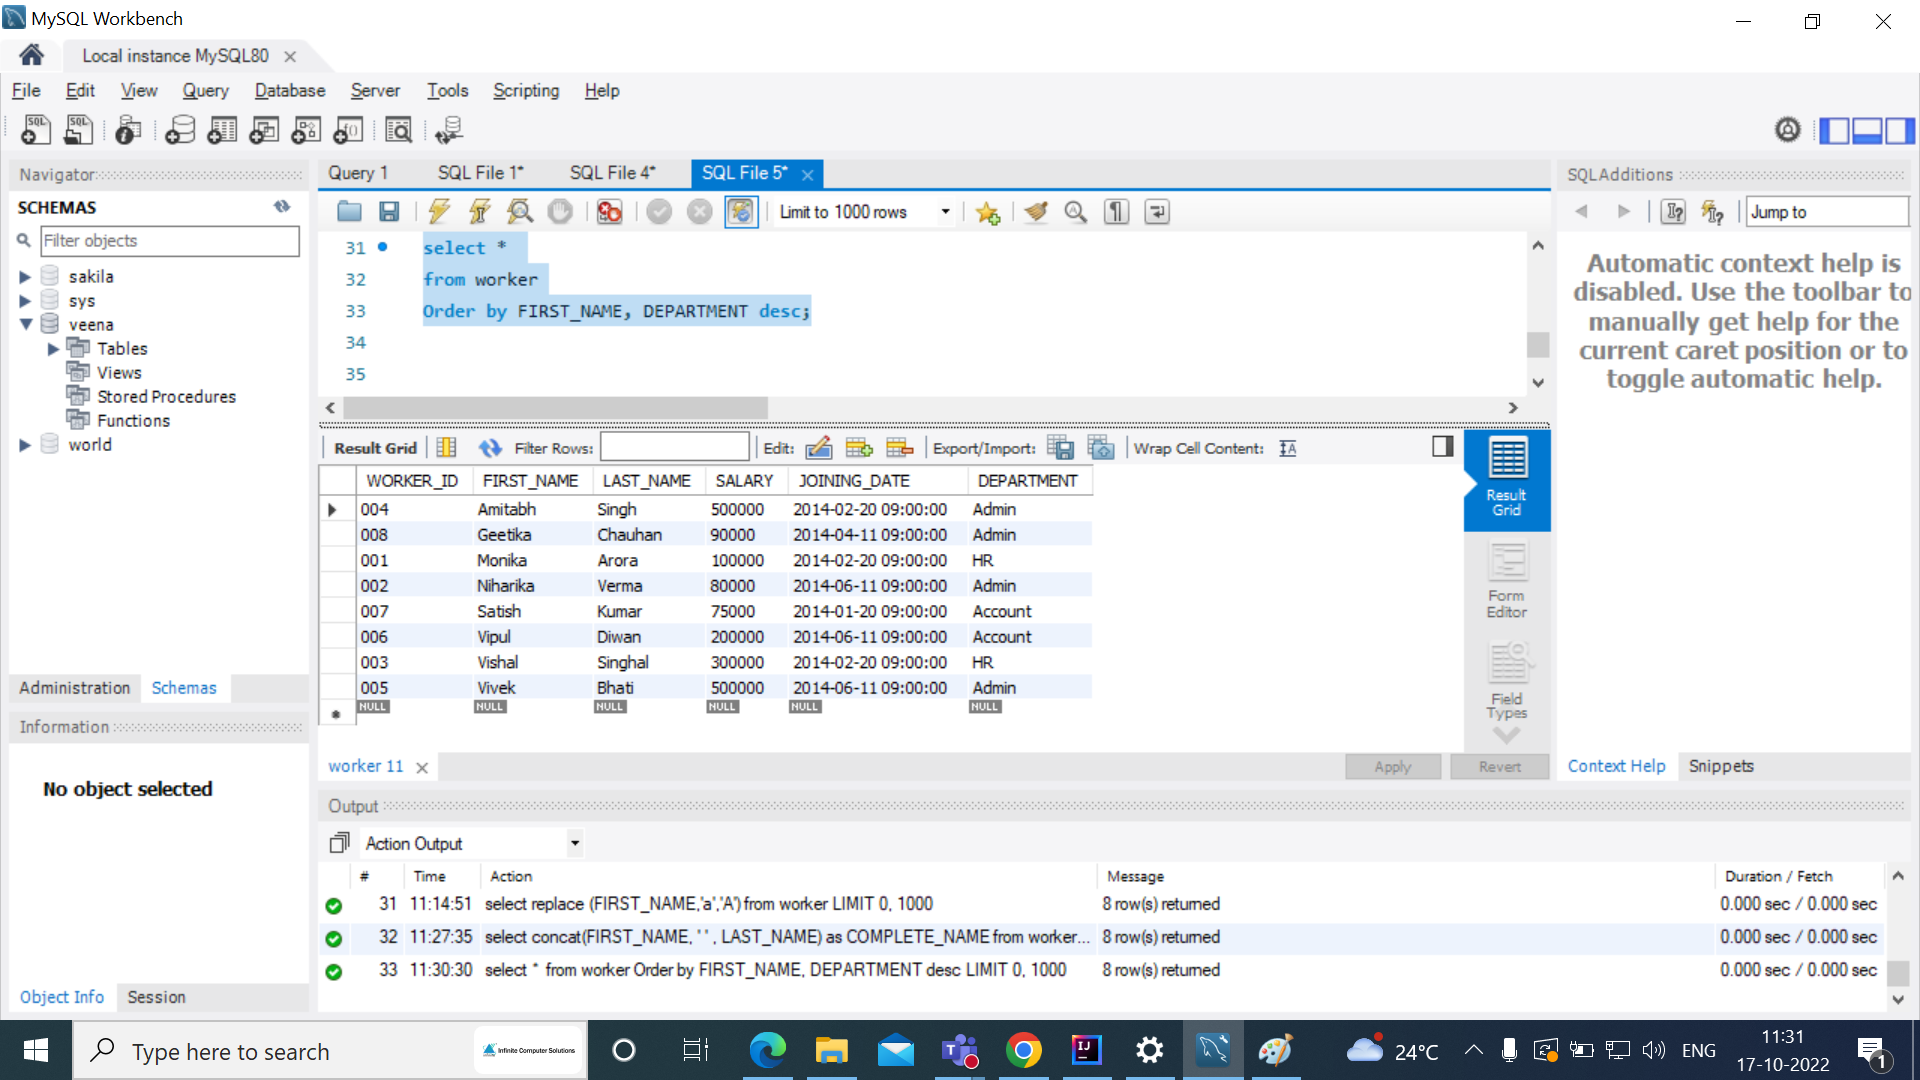 MySQL Workbench
Local instance MySQL80
File Edit View Query Database Server Tools Scripting Help
Navigator
SCHEMAS
Filter objects
sakila
sys
veena
Tables
Views
Stored Procedures
Functions
world
Administration Schemas
Information
No object selected
Object Info Session
Query 1 SQL File 1* SQL File 4* SQL File 5*
Limit to 1000 rows
31 select *
32 from worker
33 Order by FIRST_NAME, DEPARTMENT desc;
34
35
Result Grid Filter Rows: Edit: Export/Import: Wrap Cell Content:
WORKER_ID FIRST_NAME LAST_NAME SALARY JOINING_DATE DEPARTMENT
004 Amitabh Singh 500000 2014-02-20 09:00:00 Admin
008 Geetika Chauhan 90000 2014-04-11 09:00:00 Admin
001 Monika Arora 100000 2014-02-20 09:00:00 HR
002 Niharika Verma 80000 2014-06-11 09:00:00 Admin
007 Satish Kumar 75000 2014-01-20 09:00:00 Account
006 Vipul Diwan 200000 2014-06-11 09:00:00 Account
003 Vishal Singhal 300000 2014-02-20 09:00:00 HR
005 Vivek Bhati 500000 2014-06-11 09:00:00 Admin
NULL NULL NULL NULL NULL NULL
Result
Grid
Form
Editor
Field
Types
worker 11
Apply Revert
SQLAdditions
Jump to
Automatic context help is
disabled. Use the toolbar to
manually get help for the
current caret position or to
toggle automatic help.
Context Help Snippets
Output
Action Output
# Time Action Message Duration / Fetch
31 11:14:51 select replace (FIRST_NAME,'a','A') from worker LIMIT 0, 1000 8 row(s) returned 0.000 sec / 0.000 sec
32 11:27:35 select concat(FIRST_NAME, ' ' , LAST_NAME) as COMPLETE_NAME from worker... 8 row(s) returned 0.000 sec / 0.000 sec
33 11:30:30 select * from worker Order by FIRST_NAME, DEPARTMENT desc LIMIT 0, 1000 8 row(s) returned 0.000 sec / 0.000 sec
Type here to search
Infinite Computer Solutions
24°C
ENG
11:31
17-10-2022
1